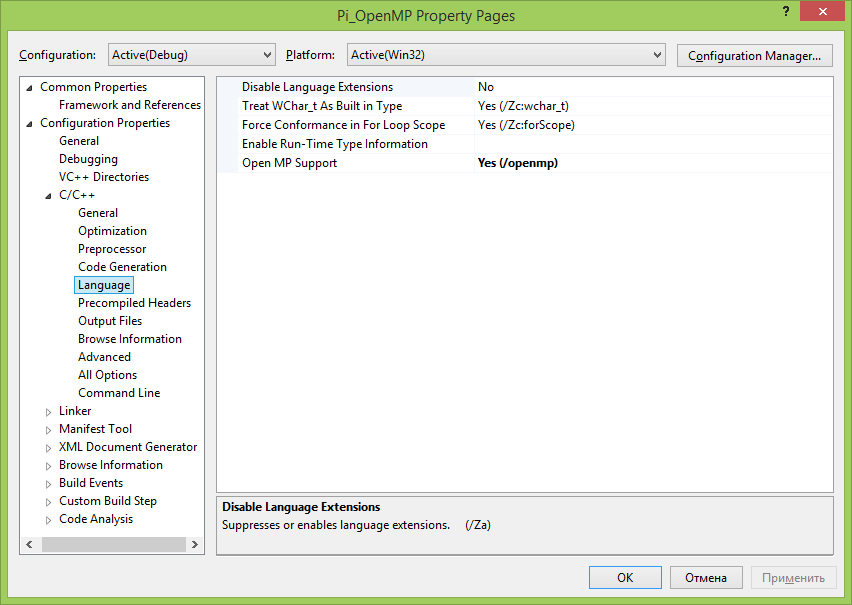 Pi_OpenMP Property Pages
?
Configuration: Active(Debug) Platform: Active(Win32) Configuration Manager...
Common Properties
Framework and References
Configuration Properties
General
Debugging
VC++ Directories
C/C++
General
Optimization
Preprocessor
Code Generation
Language
Precompiled Headers
Output Files
Browse Information
Advanced
All Options
Command Line
Linker
Manifest Tool
XML Document Generator
Browse Information
Build Events
Custom Build Step
Code Analysis
Disable Language Extensions No
Treat WChar_t As Built in Type Yes (/Zc:wchar_t)
Force Conformance in For Loop Scope Yes (/Zc:forScope)
Enable Run-Time Type Information
Open MP Support Yes (/openmp)
Disable Language Extensions
Suppresses or enables language extensions. (/Za)
OK Отмена Применить